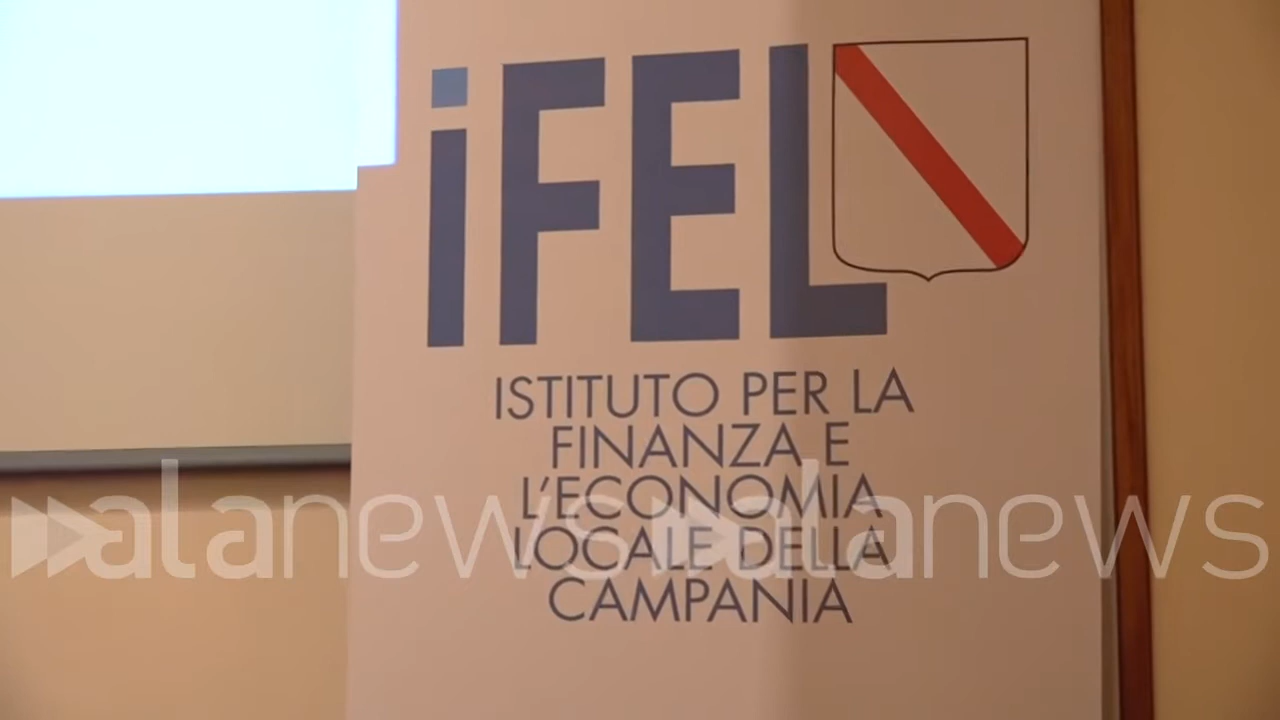 iFEL
ISTITUTO PER LA
FINANZA E
L'ECONOMIA
LOCALE DELLA
CAMPANIA
alanews alanews